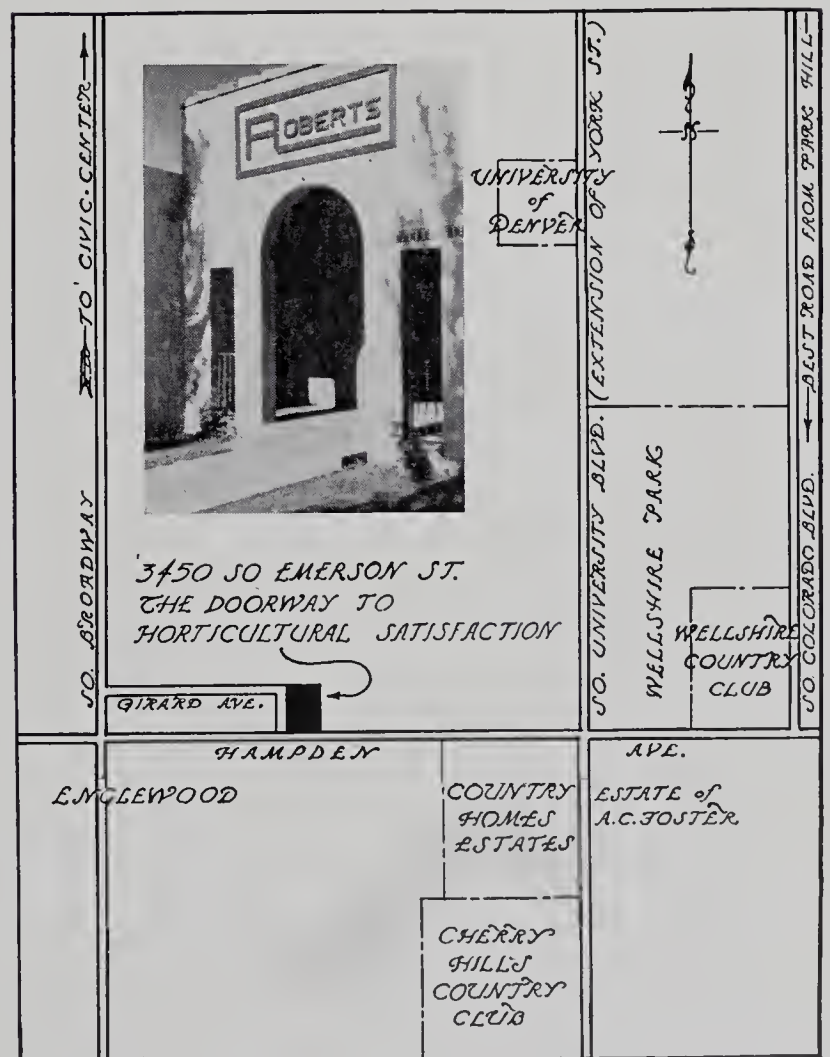 ROBERTS
UNIVERSITY
of
DENVER
TO CIVIC-CENTER
SO. BROADWAY
SO. UNIVERSITY BLVD. (EXTENSION OF YORK ST.)
SO. COLORADO BLVD. BEST ROAD FROM PARK HILL
WELLSHIRE PARK
WELLSHIRE
COUNTRY
CLUB
3450 SO EMERSON ST.
THE DOORWAY TO
HORTICULTURAL SATISFACTION
GIRARD AVE.
HAMPDEN AVE.
ENGLEWOOD
COUNTRY
HOMES
ESTATES
ESTATE of
A.C. FOSTER
CHERRY
HILLS
COUNTRY
CLUB